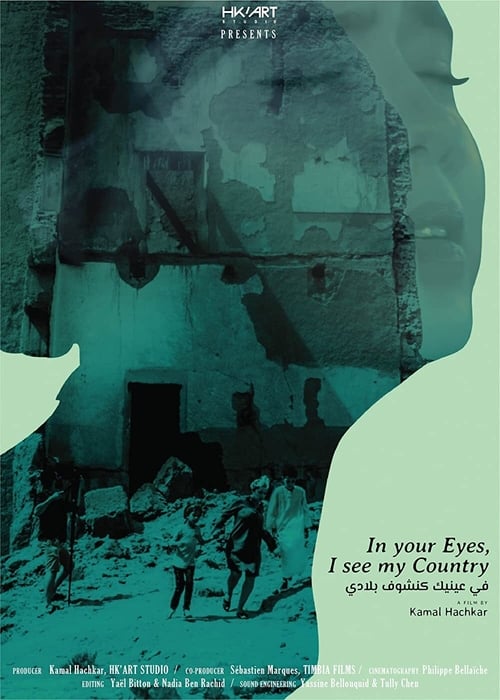 HK'ART
STUDIO
PRESENTS
In your Eyes,
I see my Country
في عينيك كنشوف بلادي
A FILM BY
Kamal Hachkar
PRODUCER Kamal Hachkar, HK'ART STUDIO / CO-PRODUCER Sébastien Marques, TIMBIA FILMS / CINEMATOGRAPHY Philippe Bellaïche
EDITING Yaël Bitton & Nadia Ben Rachid / SOUND ENGINEERING Yassine Bellouquid & Tully Chen